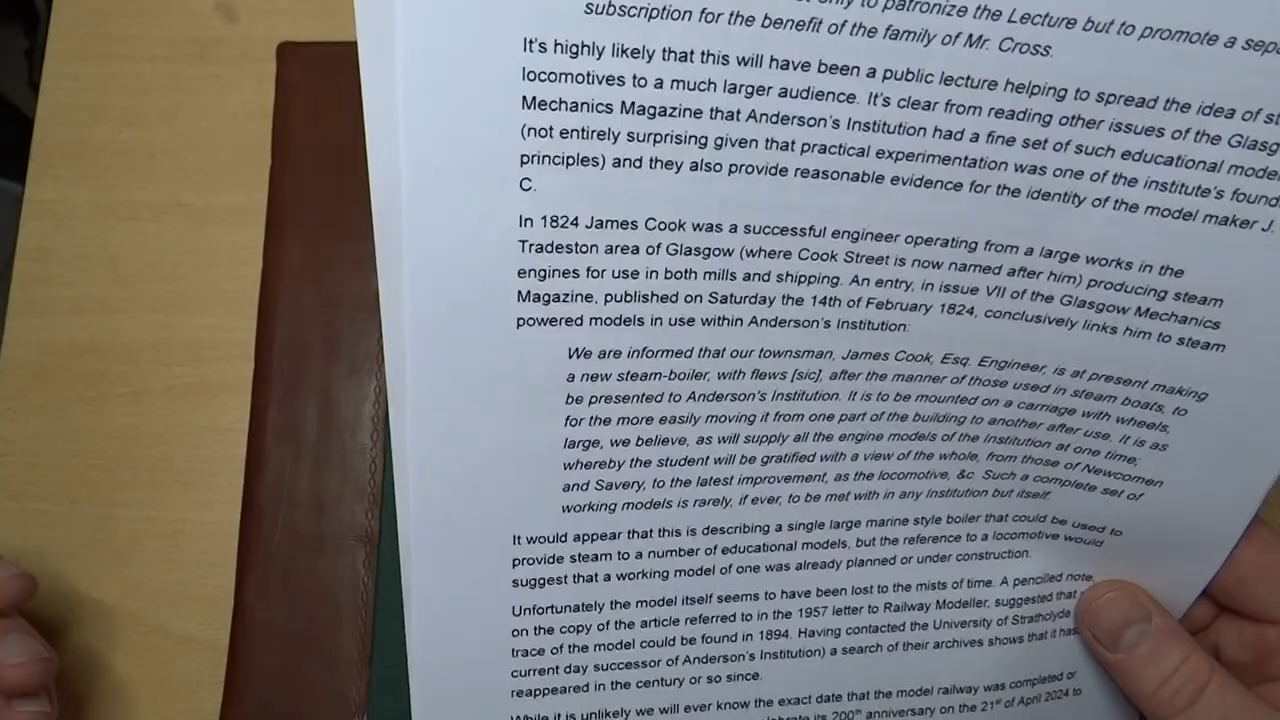 to patronize the Lecture but to promote a
subscription for the benefit of the family of Mr. Cross.
It's highly likely that this will have been a public lecture helping to spread the idea of
locomotives to a much larger audience. It's clear from reading other issues of the
Mechanics Magazine that Anderson's Institution had a fine set of such educational
(not entirely surprising given that practical experimentation was one of the institute's
principles) and they also provide reasonable evidence for the identity of the model maker J.
C.
In 1824 James Cook was a successful engineer operating from a large works in the
Tradeston area of Glasgow (where Cook Street is now named after him) producing steam
engines for use in both mills and shipping. An entry, in issue VII of the Glasgow Mechanics
Magazine, published on Saturday the 14th of February 1824, conclusively links him to steam
powered models in use within Anderson's Institution:
We are informed that our townsman, James Cook, Esq. Engineer, is at present making
a new steam-boiler, with flews [sic], after the manner of those used in steam boats, to
be presented to Anderson's Institution. It is to be mounted on a carriage with wheels,
for the more easily moving it from one part of the building to another after use. It is as
large, we believe, as will supply all the engine models of the Institution at one time;
whereby the student will be gratified with a view of the whole, from those of Newcomen
and Savery, to the latest improvement, as the locomotive, &c Such a complete set of
working models is rarely, if ever, to be met with in any Institution but itself.
It would appear that this is describing a single large marine style boiler that could be used to
provide steam to a number of educational models, but the reference to a locomotive would
suggest that a working model of one was already planned or under construction.
Unfortunately the model itself seems to have been lost to the mists of time. A pencilled note,
on the copy of the article referred to in the 1957 letter to Railway Modeller, suggested that
trace of the model could be found in 1894. Having contacted the University of Strathclyde
current day successor of Anderson's Institution) a search of their archives shows that it has
reappeared in the century or so since.
While it is unlikely we will ever know the exact date that the model railway was completed or
its 200th anniversary on the 21st of April 2024 to